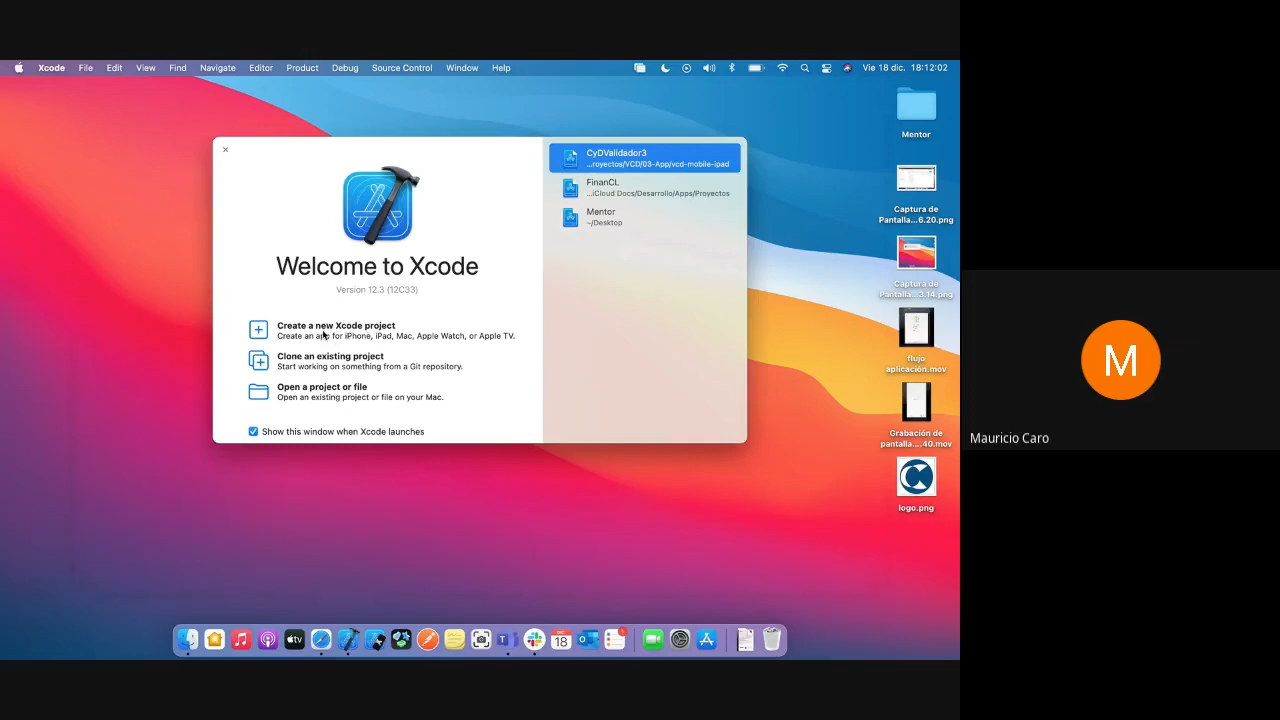 Xcode File Edit View Find Navigate Editor Product Debug Source Control Window Help
Vie 18 dic. 18:12:02
Welcome to Xcode
Version 12.3 (12C33)
Create a new Xcode project
Create an app for iPhone, iPad, Mac, Apple Watch, or Apple TV.
Clone an existing project
Start working on something from a Git repository.
Open a project or file
Open an existing project or file on your Mac.
Show this window when Xcode launches
CyDValidador3
...royectos/VCD/03-App/vcd-mobile-ipad
FinanCL
...iCloud Docs/Desarrollo/Apps/Proyectos
Mentor
~/Desktop
Mentor
Captura de
Pantalla...6.20.png
Captura de
Pantalla...3.14.png
flujo
aplicación.mov
Grabación de
pantalla....40.mov
logo.png
tv
18
M
Mauricio Caro